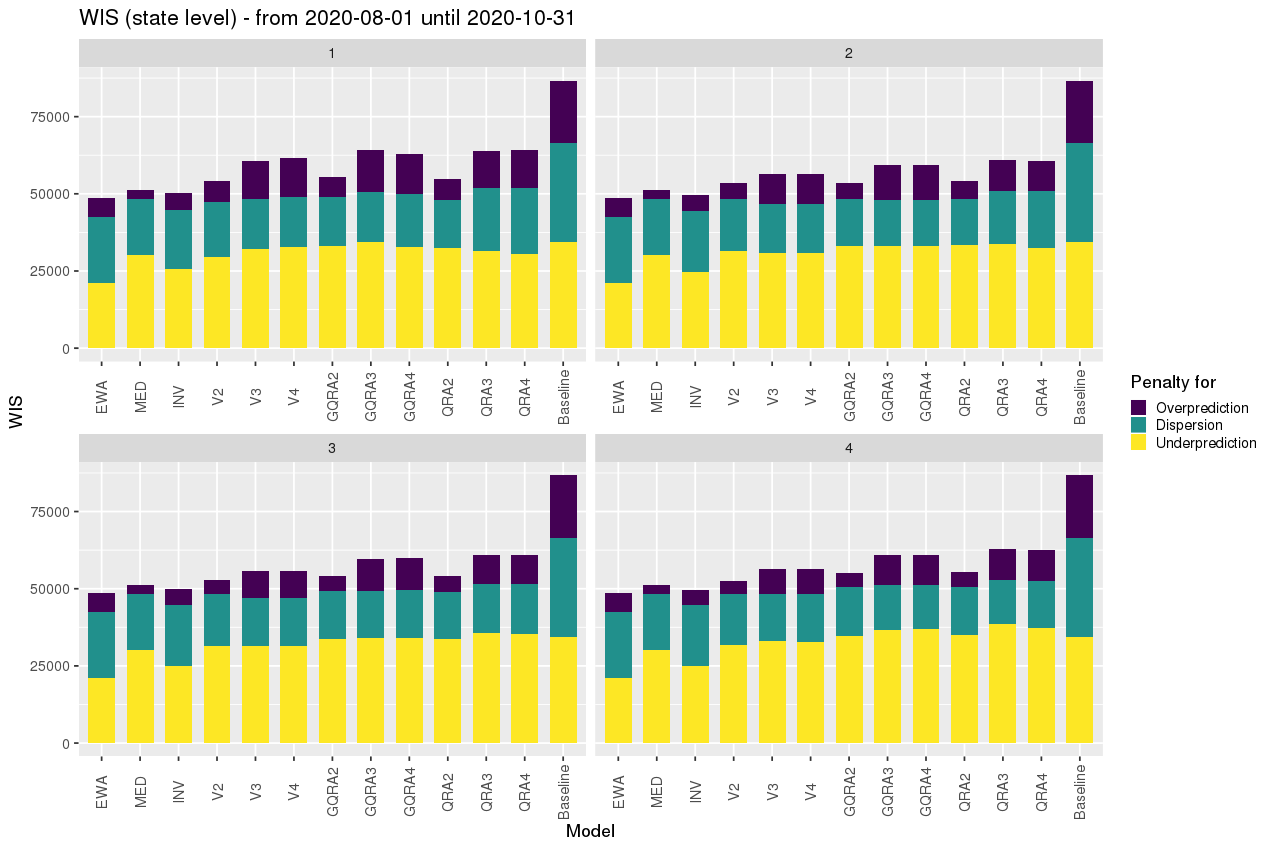 WIS (state level) - from 2020-08-01 until 2020-10-31
1
2
75000
50000
25000
0
EWA MED INV V2 V3 V4 GQRA2 GQRA3 GQRA4 QRA2 QRA3 QRA4 Baseline
EWA MED INV V2 V3 V4 GQRA2 GQRA3 GQRA4 QRA2 QRA3 QRA4 Baseline
WIS
3
4
75000
50000
25000
0
EWA MED INV V2 V3 V4 GQRA2 GQRA3 GQRA4 QRA2 QRA3 QRA4 Baseline
EWA MED INV V2 V3 V4 GQRA2 GQRA3 GQRA4 QRA2 QRA3 QRA4 Baseline
Model
Penalty for
Overprediction
Dispersion
Underprediction